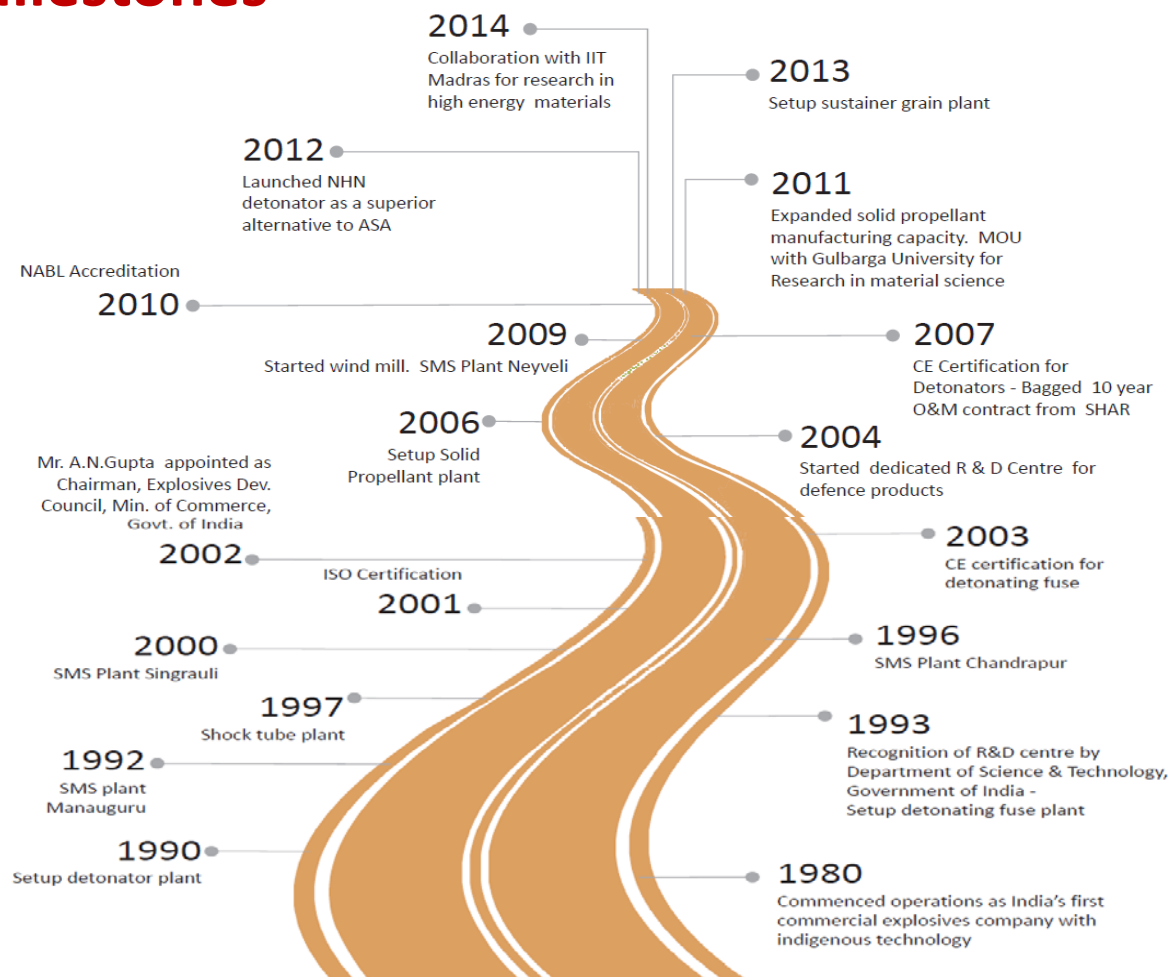 2014
Collaboration with IIT
Madras for research in
high energy materials
2013
Setup sustainer grain plant
2012
Launched NHN
detonator as a superior
alternative to ASA
2011
Expanded solid propellant
manufacturing capacity. MOU
with Gulbarga University for
Research in material science
NABL Accreditation
2010
2009
Started wind mill. SMS Plant Neyveli
2007
CE Certification for
Detonators - Bagged 10 year
O&M contract from SHAR
2006
Setup Solid
Propellant plant
2004
Started dedicated R & D Centre for
defence products
Mr. A.N.Gupta appointed as
Chairman, Explosives Dev.
Council, Min. of Commerce,
Govt. of India
2002
2003
CE certification for
detonating fuse
ISO Certification
2001
2000
SMS Plant Singrauli
1996
SMS Plant Chandrapur
1997
Shock tube plant
1993
Recognition of R&D centre by
Department of Science & Technology,
Government of India -
Setup detonating fuse plant
1992
SMS plant
Manauguru
1990
Setup detonator plant
1980
Commenced operations as India's first
commercial explosives company with
indigenous technology